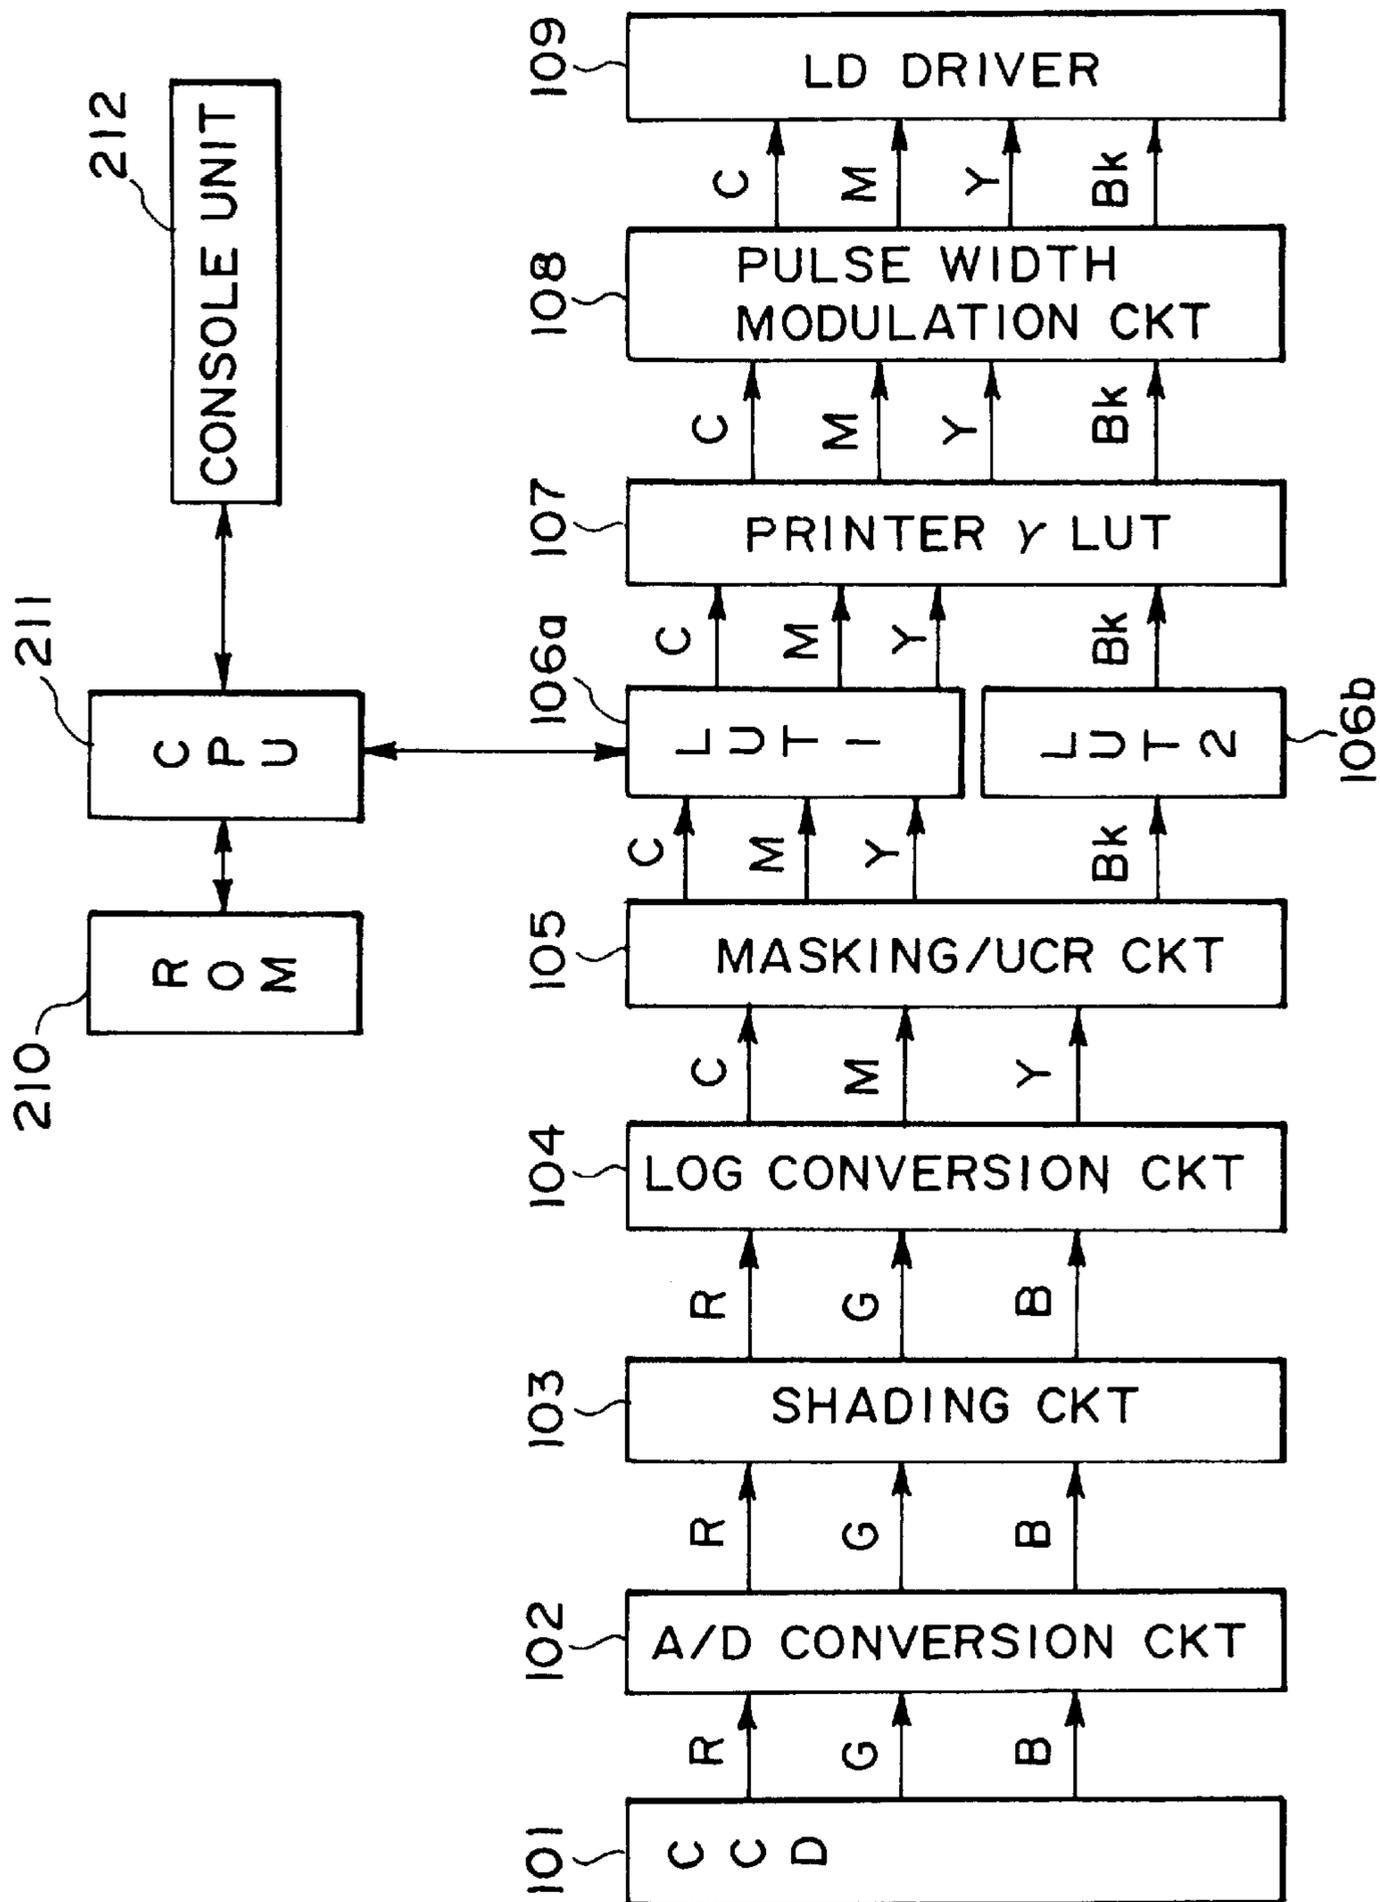 210
211
212
ROM
CPU
CONSOLE UNIT
101
CCD
R
G
B
102
A/D CONVERSION CKT
R
G
B
103
SHADING CKT
R
G
B
104
LOG CONVERSION CKT
C
M
Y
105
MASKING/UCR CKT
C
M
Y
Bk
106a
LUT 1
LUT 2
106b
C
M
Y
Bk
107
PRINTER γ LUT
C
M
Y
Bk
108
PULSE WIDTH
MODULATION CKT
C
M
Y
Bk
109
LD DRIVER